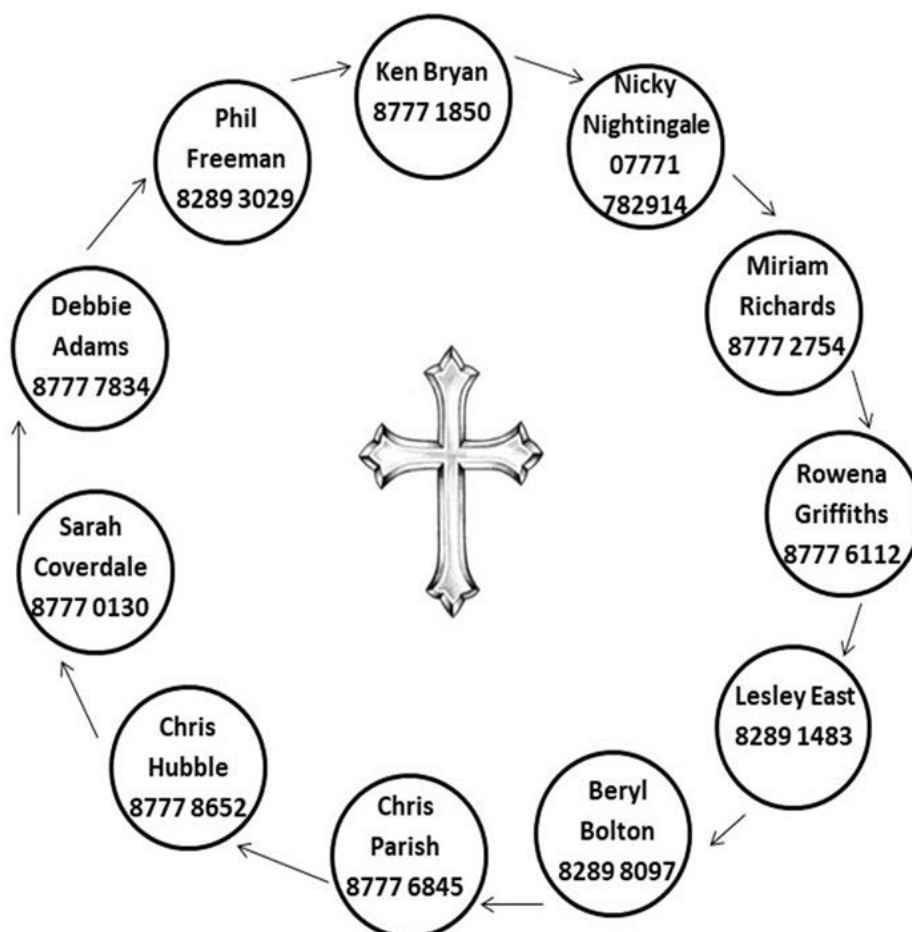 Ken Bryan
8777 1850
Nicky
Nightingale
07771
782914
Miriam
Richards
8777 2754
Rowena
Griffiths
8777 6112
Lesley East
8289 1483
Beryl
Bolton
8289 8097
Chris
Parish
8777 6845
Chris
Hubble
8777 8652
Sarah
Coverdale
8777 0130
Debbie
Adams
8777 7834
Phil
Freeman
8289 3029